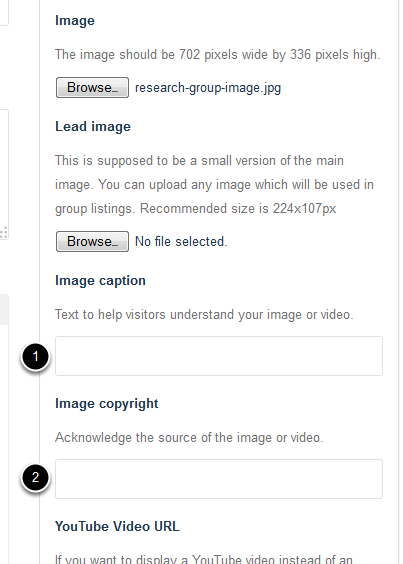 Image
The image should be 702 pixels wide by 336 pixels high.
Browse… research-group-image.jpg
Lead image
This is supposed to be a small version of the main
image. You can upload any image which will be used in
group listings. Recommended size is 224x107px
Browse… No file selected.
Image caption
Text to help visitors understand your image or video.
1
Image copyright
Acknowledge the source of the image or video.
2
YouTube Video URL
If you want to display a YouTube video instead of an